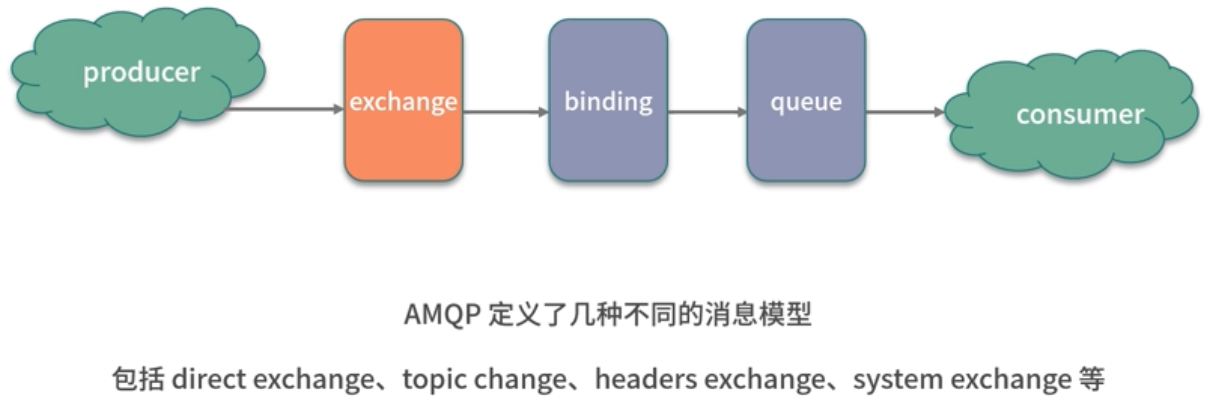 producer
exchange
binding
queue
consumer
AMQP 定义了几种不同的消息模型
包括 direct exchange、topic change、headers exchange、system exchange 等